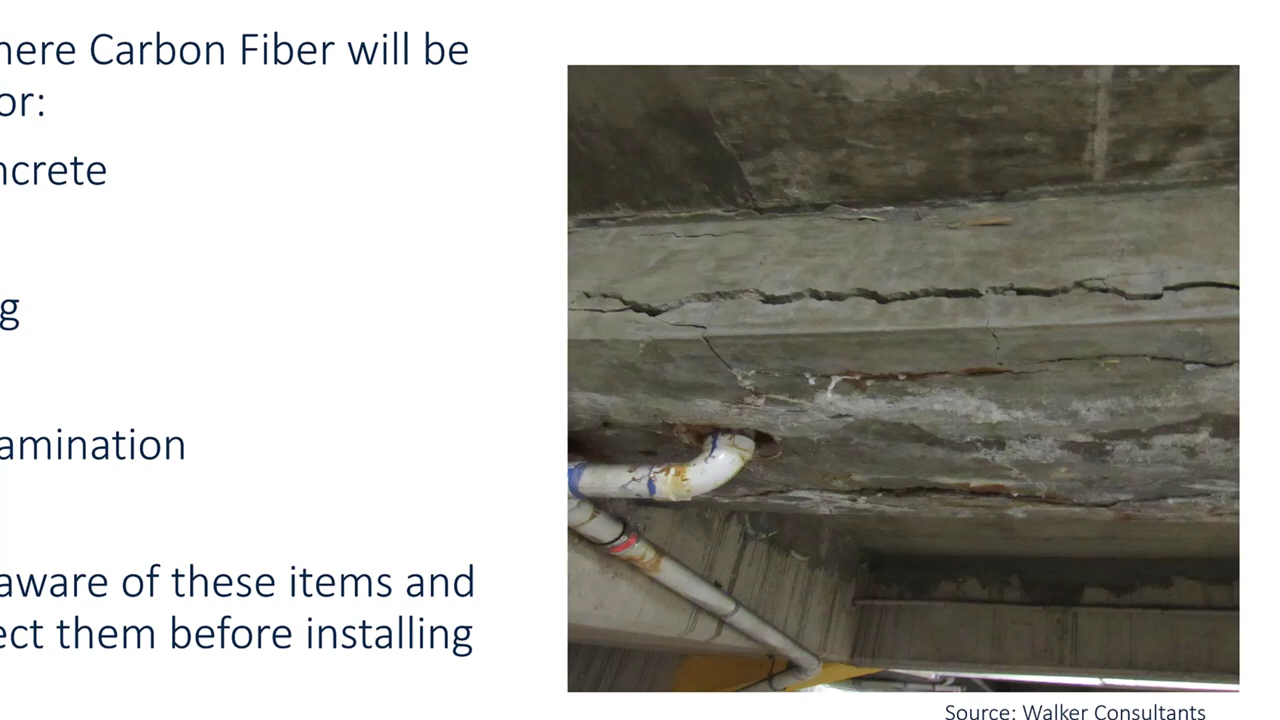 here Carbon Fiber will be
or:
ncrete
g
amination
aware of these items and
ect them before installing
Source: Walker Consultants